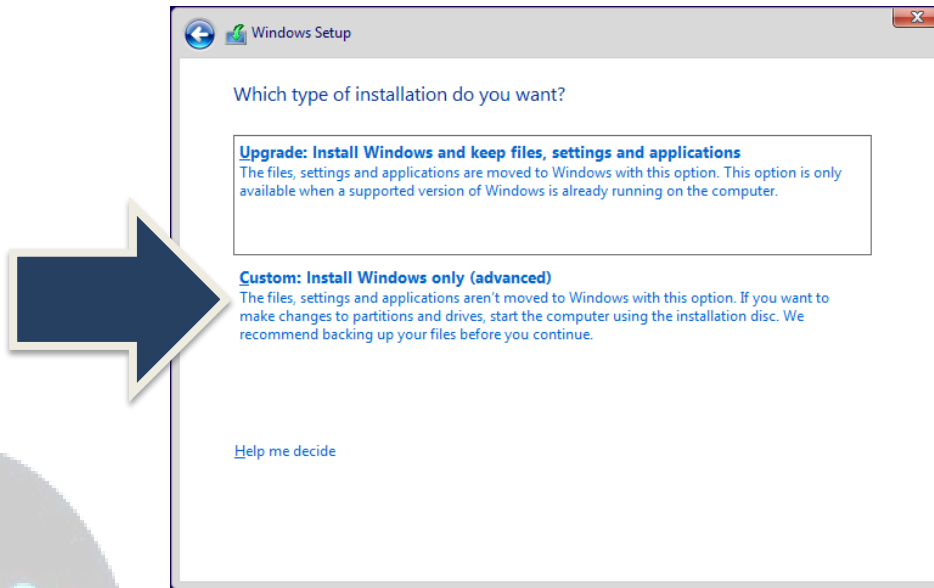 Windows Setup
Which type of installation do you want?
Upgrade: Install Windows and keep files, settings and applications
The files, settings and applications are moved to Windows with this option. This option is only
available when a supported version of Windows is already running on the computer.
Custom: Install Windows only (advanced)
The files, settings and applications aren't moved to Windows with this option. If you want to
make changes to partitions and drives, start the computer using the installation disc. We
recommend backing up your files before you continue.
Help me decide